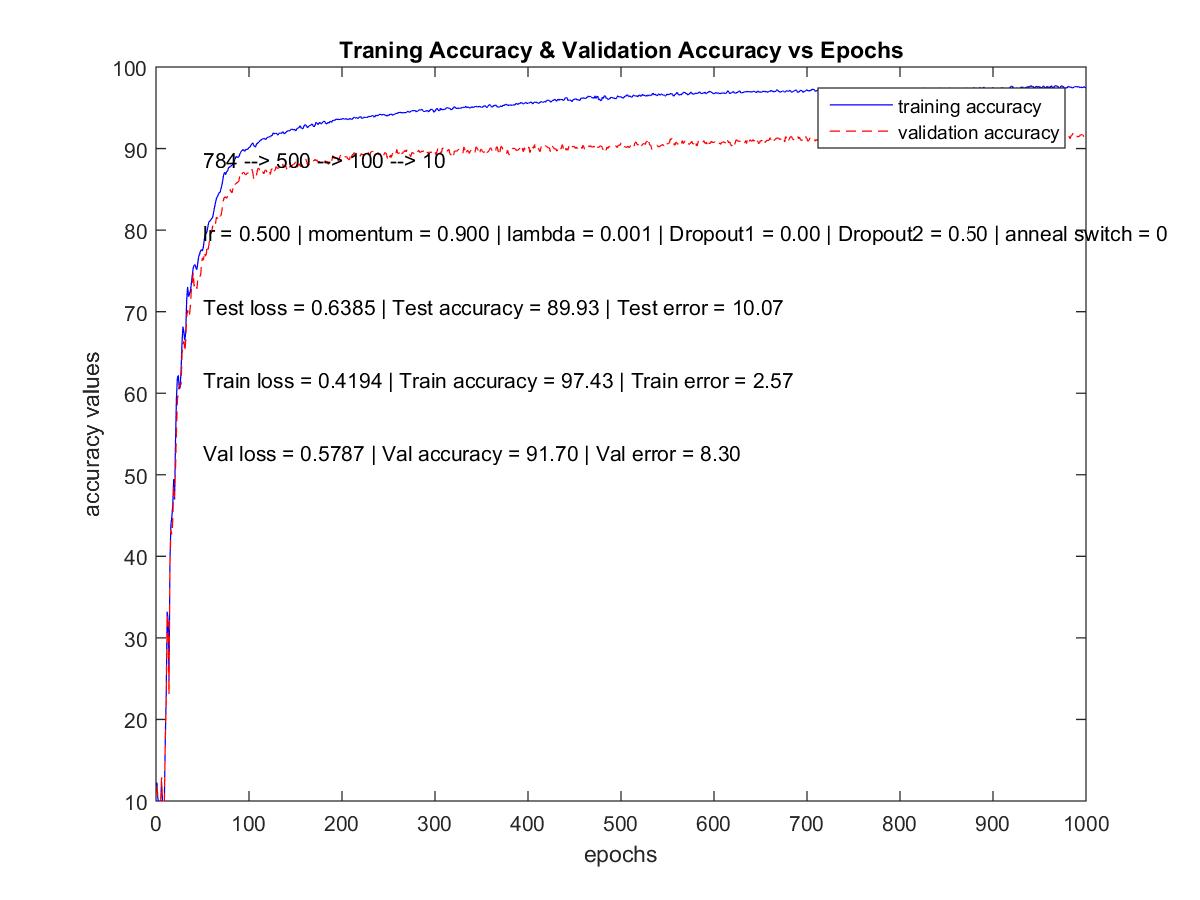 Traning Accuracy & Validation Accuracy vs Epochs
100
90
80
70
60
50
40
30
20
10
accuracy values
training accuracy
validation accuracy
784 --> 500 --> 100 --> 10
lr = 0.500 | momentum = 0.900 | lambda = 0.001 | Dropout1 = 0.00 | Dropout2 = 0.50 | anneal switch = 0
Test loss = 0.6385 | Test accuracy = 89.93 | Test error = 10.07
Train loss = 0.4194 | Train accuracy = 97.43 | Train error = 2.57
Val loss = 0.5787 | Val accuracy = 91.70 | Val error = 8.30
0 100 200 300 400 500 600 700 800 900 1000
epochs